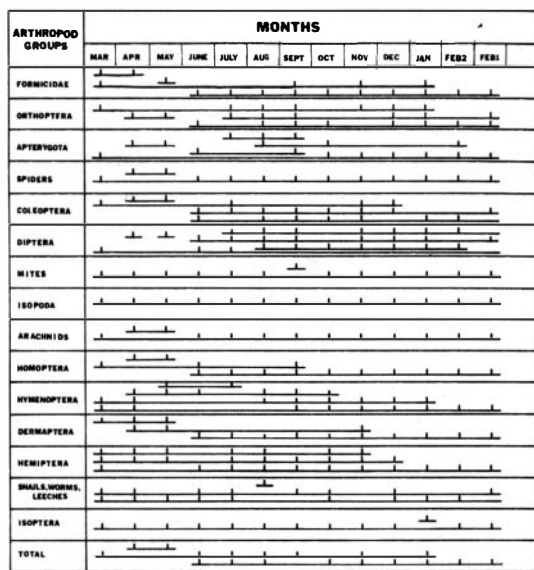 ARTHROPOD
GROUPS
MONTHS
MAR APR MAY JUNE JULY AUG SEPT OCT NOV DEC JAN FEB2 FEB1
FORMICIDAE
ORTHOPTERA
APTERYGOTA
SPIDERS
COLEOPTERA
DIPTERA
MITES
ISOPODA
ARACHNIDS
HOMOPTERA
HYMENOPTERA
DERMAPTERA
HEMIPTERA
SNAILS, WORMS,
LEECHES
ISOPTERA
TOTAL